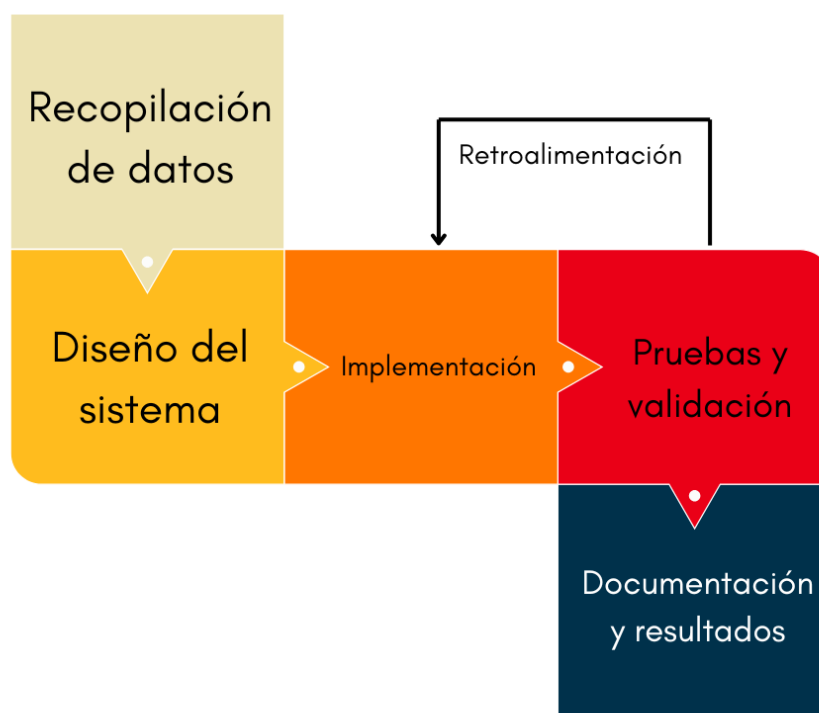 Recopilación
de datos
Retroalimentación
Diseño del
sistema
Implementación
Pruebas y
validación
Documentación
y resultados